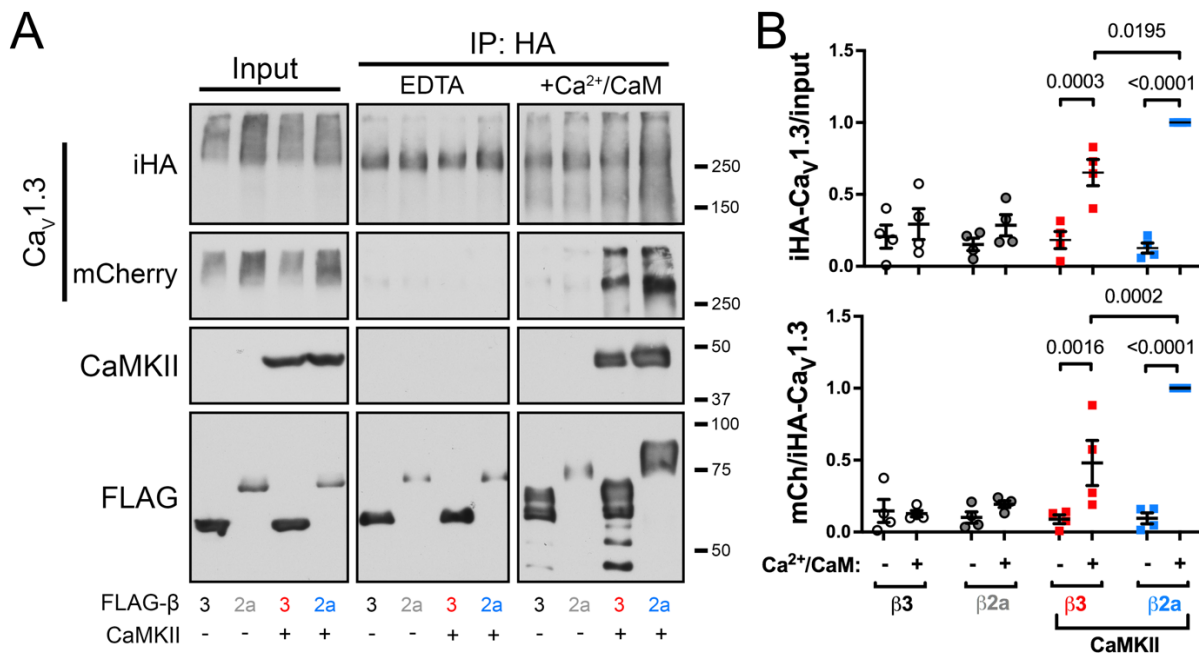 A
IP: HA
Input
EDTA
+Ca²⁺/CaM
CaV1.3
iHA
250
150
mCherry
250
CaMKII
50
37
FLAG
100
75
50
FLAG-β 3 2a 3 2a 3 2a 3 2a 3 2a 3 2a
CaMKII - - + + - - + + - - + +
B
0.0195
0.0003 <0.0001
iHA-CaV1.3/input
1.5
1.0
0.5
0.0
0.0002
0.0016 <0.0001
mCh/iHA-CaV1.3
1.5
1.0
0.5
0.0
Ca²⁺/CaM: - + - + - + - +
β3 β2a β3 β2a
CaMKII